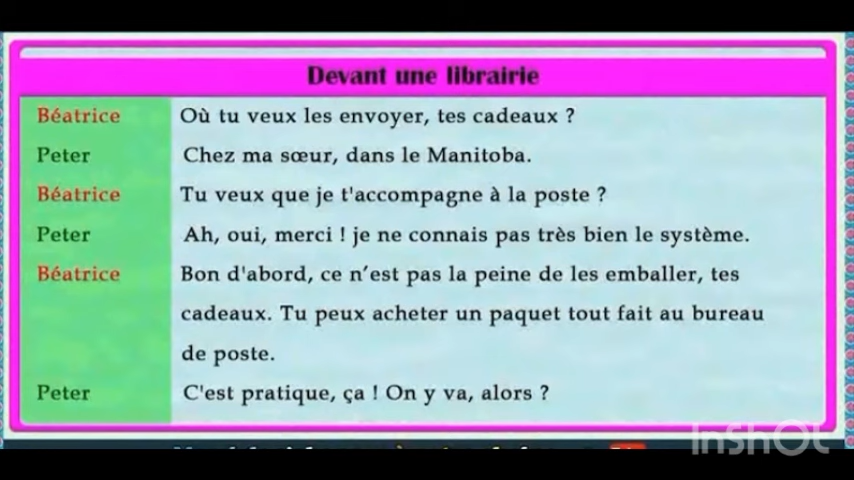 Devant une librairie
Béatrice Où tu veux les envoyer, tes cadeaux ?
Peter Chez ma sœur, dans le Manitoba.
Béatrice Tu veux que je t'accompagne à la poste ?
Peter Ah, oui, merci ! je ne connais pas très bien le système.
Béatrice Bon d'abord, ce n’est pas la peine de les emballer, tes
cadeaux. Tu peux acheter un paquet tout fait au bureau
de poste.
Peter C'est pratique, ça ! On y va, alors ?
InShOt